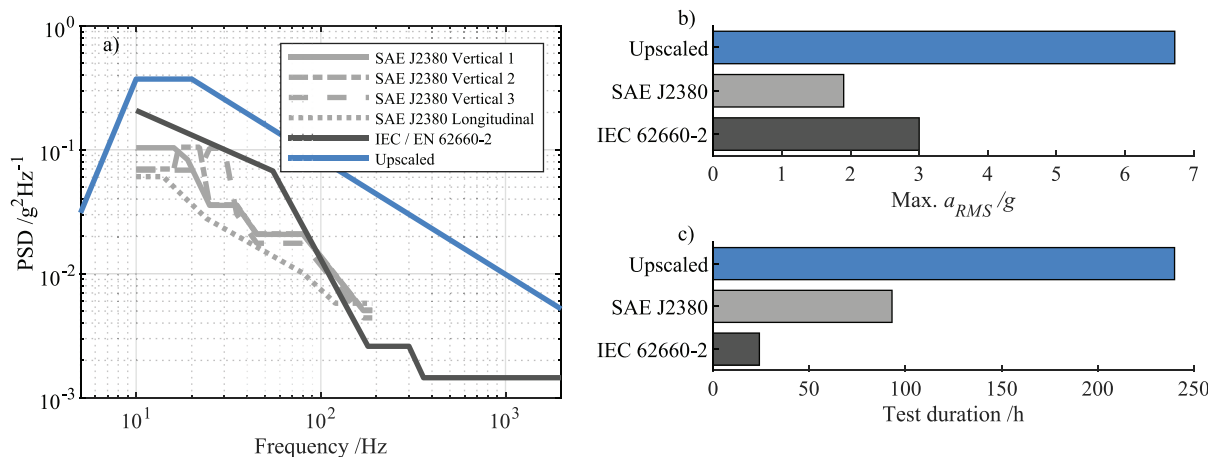 a)
10⁰
10⁻¹
10⁻²
10⁻³
PSD /g²Hz⁻¹
SAE J2380 Vertical 1
SAE J2380 Vertical 2
SAE J2380 Vertical 3
SAE J2380 Longitudinal
IEC / EN 62660-2
Upscaled
10¹ 10² 10³
Frequency /Hz
b)
Upscaled
SAE J2380
IEC 62660-2
0 1 2 3 4 5 6 7
Max. a_RMS /g
c)
Upscaled
SAE J2380
IEC 62660-2
0 50 100 150 200 250
Test duration /h